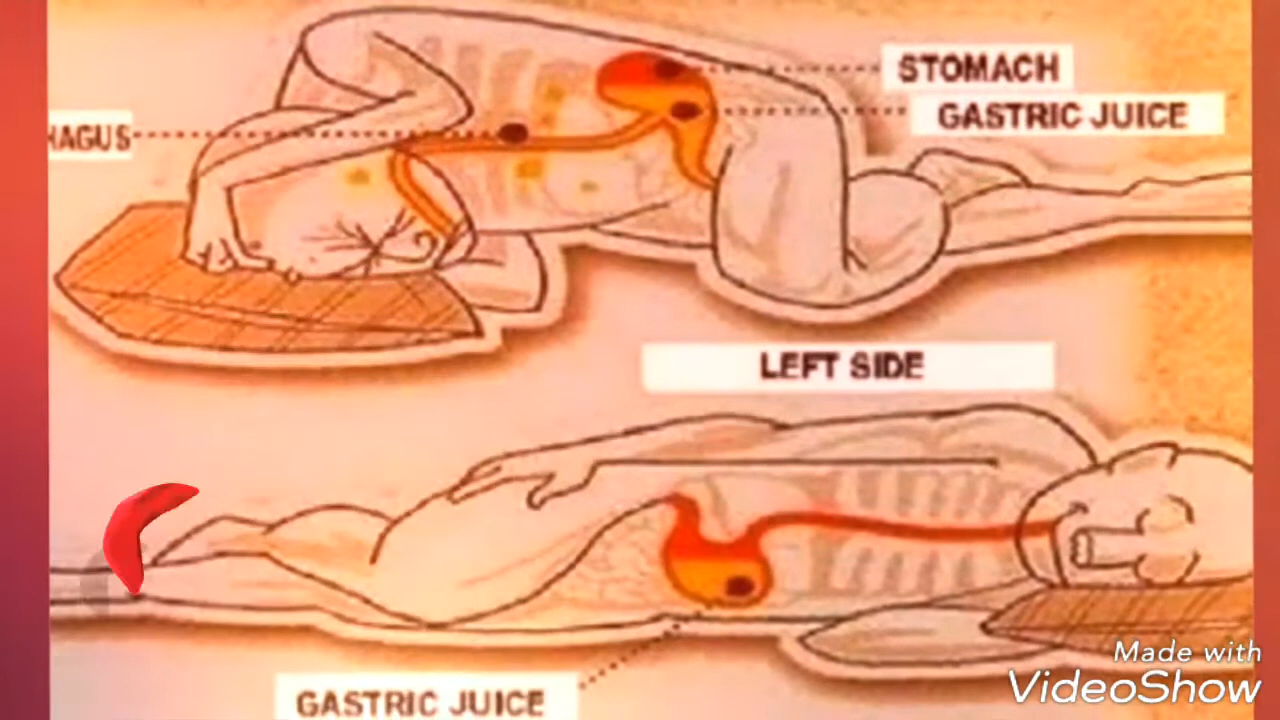 STOMACH
HAGUS
GASTRIC JUICE
LEFT SIDE
GASTRIC JUICE
Made with
VideoShow